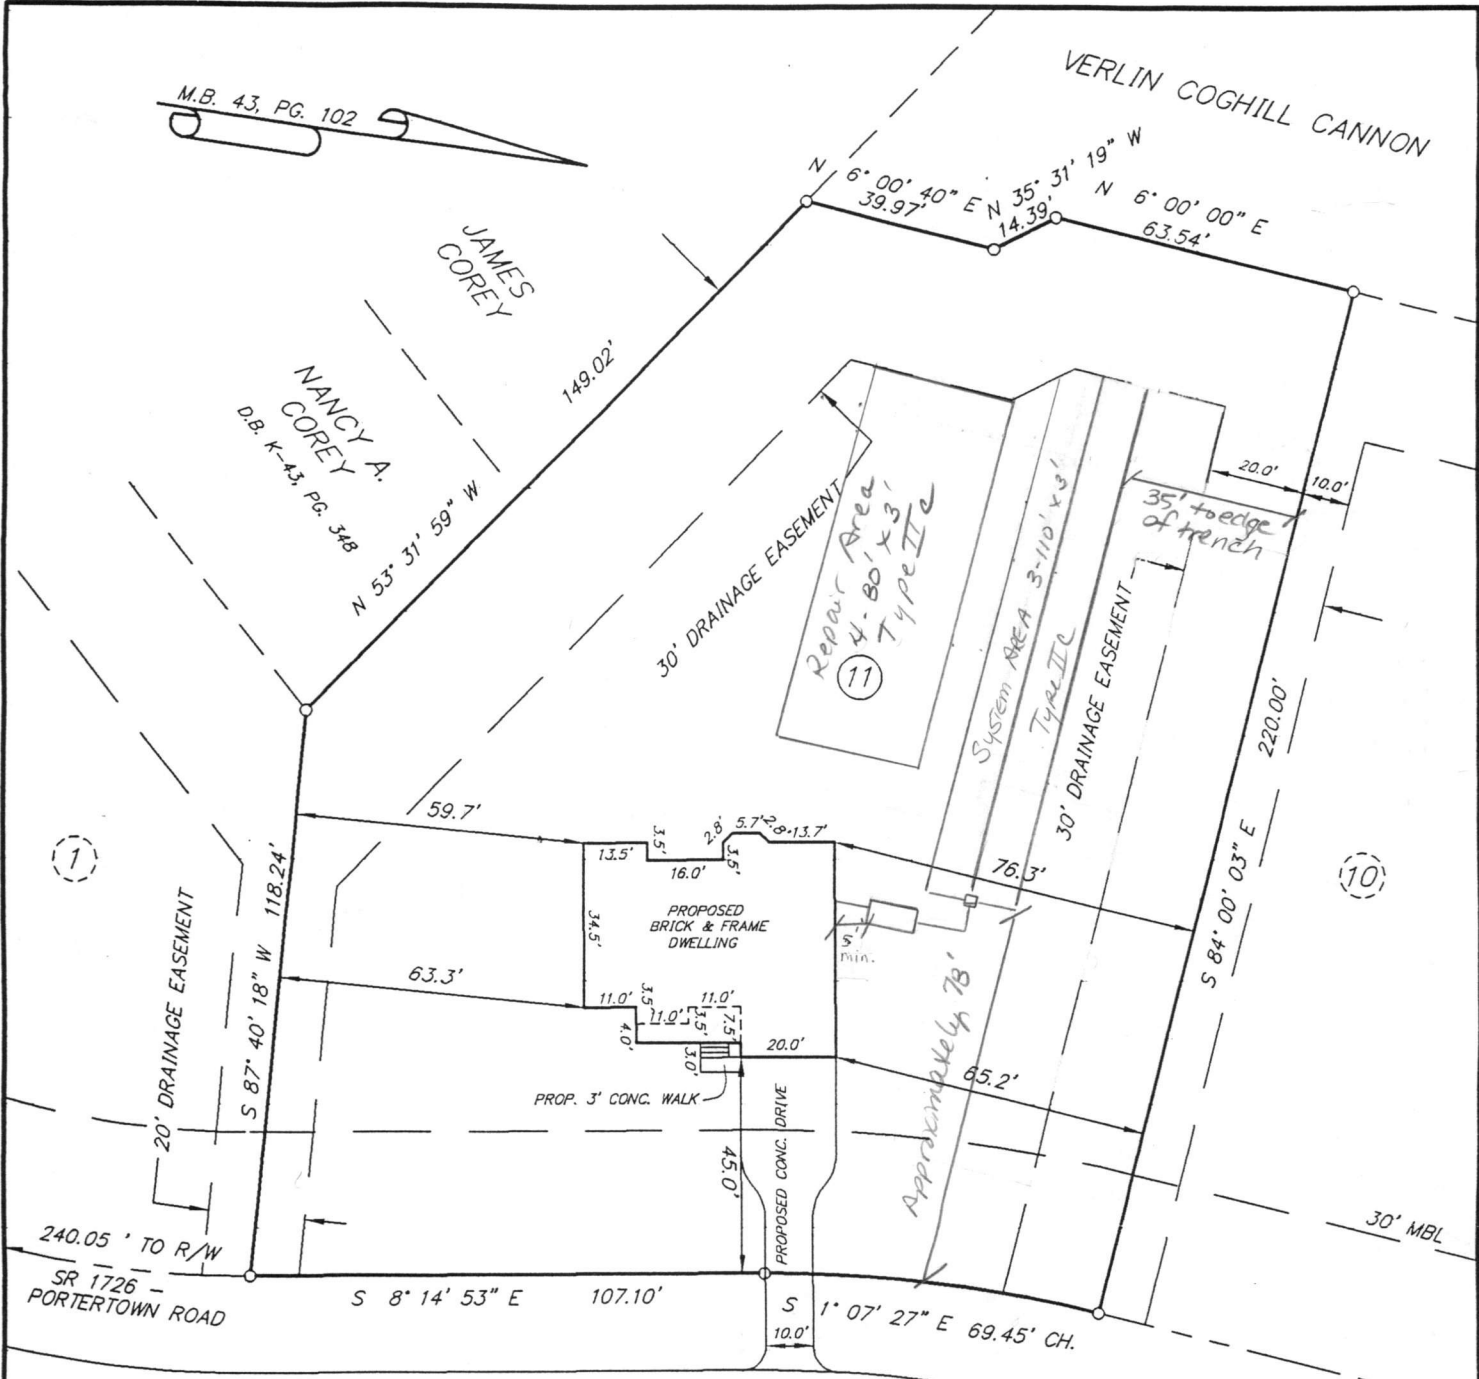 VERLIN COGHILL CANNON
M.B. 43, PG. 102
N 6° 00' 40" E
39.97'
N 35° 31' 19" W
14.39'
N 6° 00' 00" E
63.54'
JAMES
COREY
NANCY A.
COREY
D.B. K-43, PG. 348
149.02'
N 53° 31' 59" W
30' DRAINAGE EASEMENT
Repair Area
4-80' x 3'
Type II c
11
System AREA 3-110' x 3'
Type II C
20.0'
10.0'
35' to edge
of trench
30' DRAINAGE EASEMENT
220.00'
S 84° 00' 03" E
1
10
59.7'
13.5'
3.5'
16.0'
2.8'
3.5'
5.7'
2.8'
13.7'
76.3'
PROPOSED
BRICK & FRAME
DWELLING
34.5'
5'
min.
63.3'
11.0'
3.5'
4.0'
11.0'
11.0'
3.5'
7.5'
3.0'
20.0'
65.2'
PROP. 3' CONC. WALK
45.0'
PROPOSED CONC. DRIVE
Approximately 78'
S 87° 40' 18" W 118.24'
20' DRAINAGE EASEMENT
30' MBL
240.05 ' TO R/W
SR 1726 -
PORTERTOWN ROAD
S 8° 14' 53" E 107.10'
S 1° 07' 27" E 69.45' CH.
10.0'